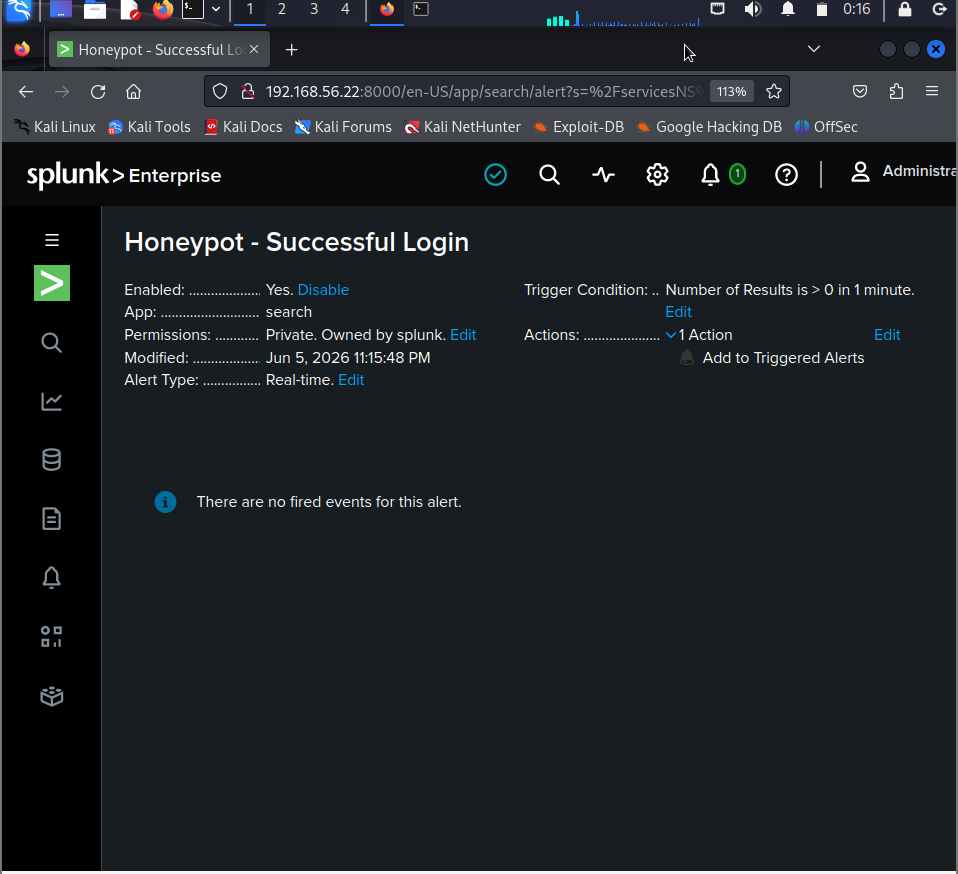 1 2 3 4 0:16
Honeypot - Successful Lo
192.168.56.22:8000/en-US/app/search/alert?s=%2FservicesNS% 113%
Kali Linux Kali Tools Kali Docs Kali Forums Kali NetHunter Exploit-DB Google Hacking DB OffSec
splunk> Enterprise 1 Administra
Honeypot - Successful Login
Enabled: ................... Yes. Disable
App: .......................... search
Permissions: ............ Private. Owned by splunk. Edit
Modified: .................. Jun 5, 2026 11:15:48 PM
Alert Type: ................ Real-time. Edit
Trigger Condition: .. Number of Results is > 0 in 1 minute.
Edit
Actions: ..................... 1 Action Edit
Add to Triggered Alerts
There are no fired events for this alert.